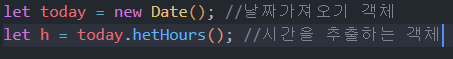 let today = new Date(); //날짜가져오기 객체
let h = today.hetHours(); //시간을 추출하는 객체